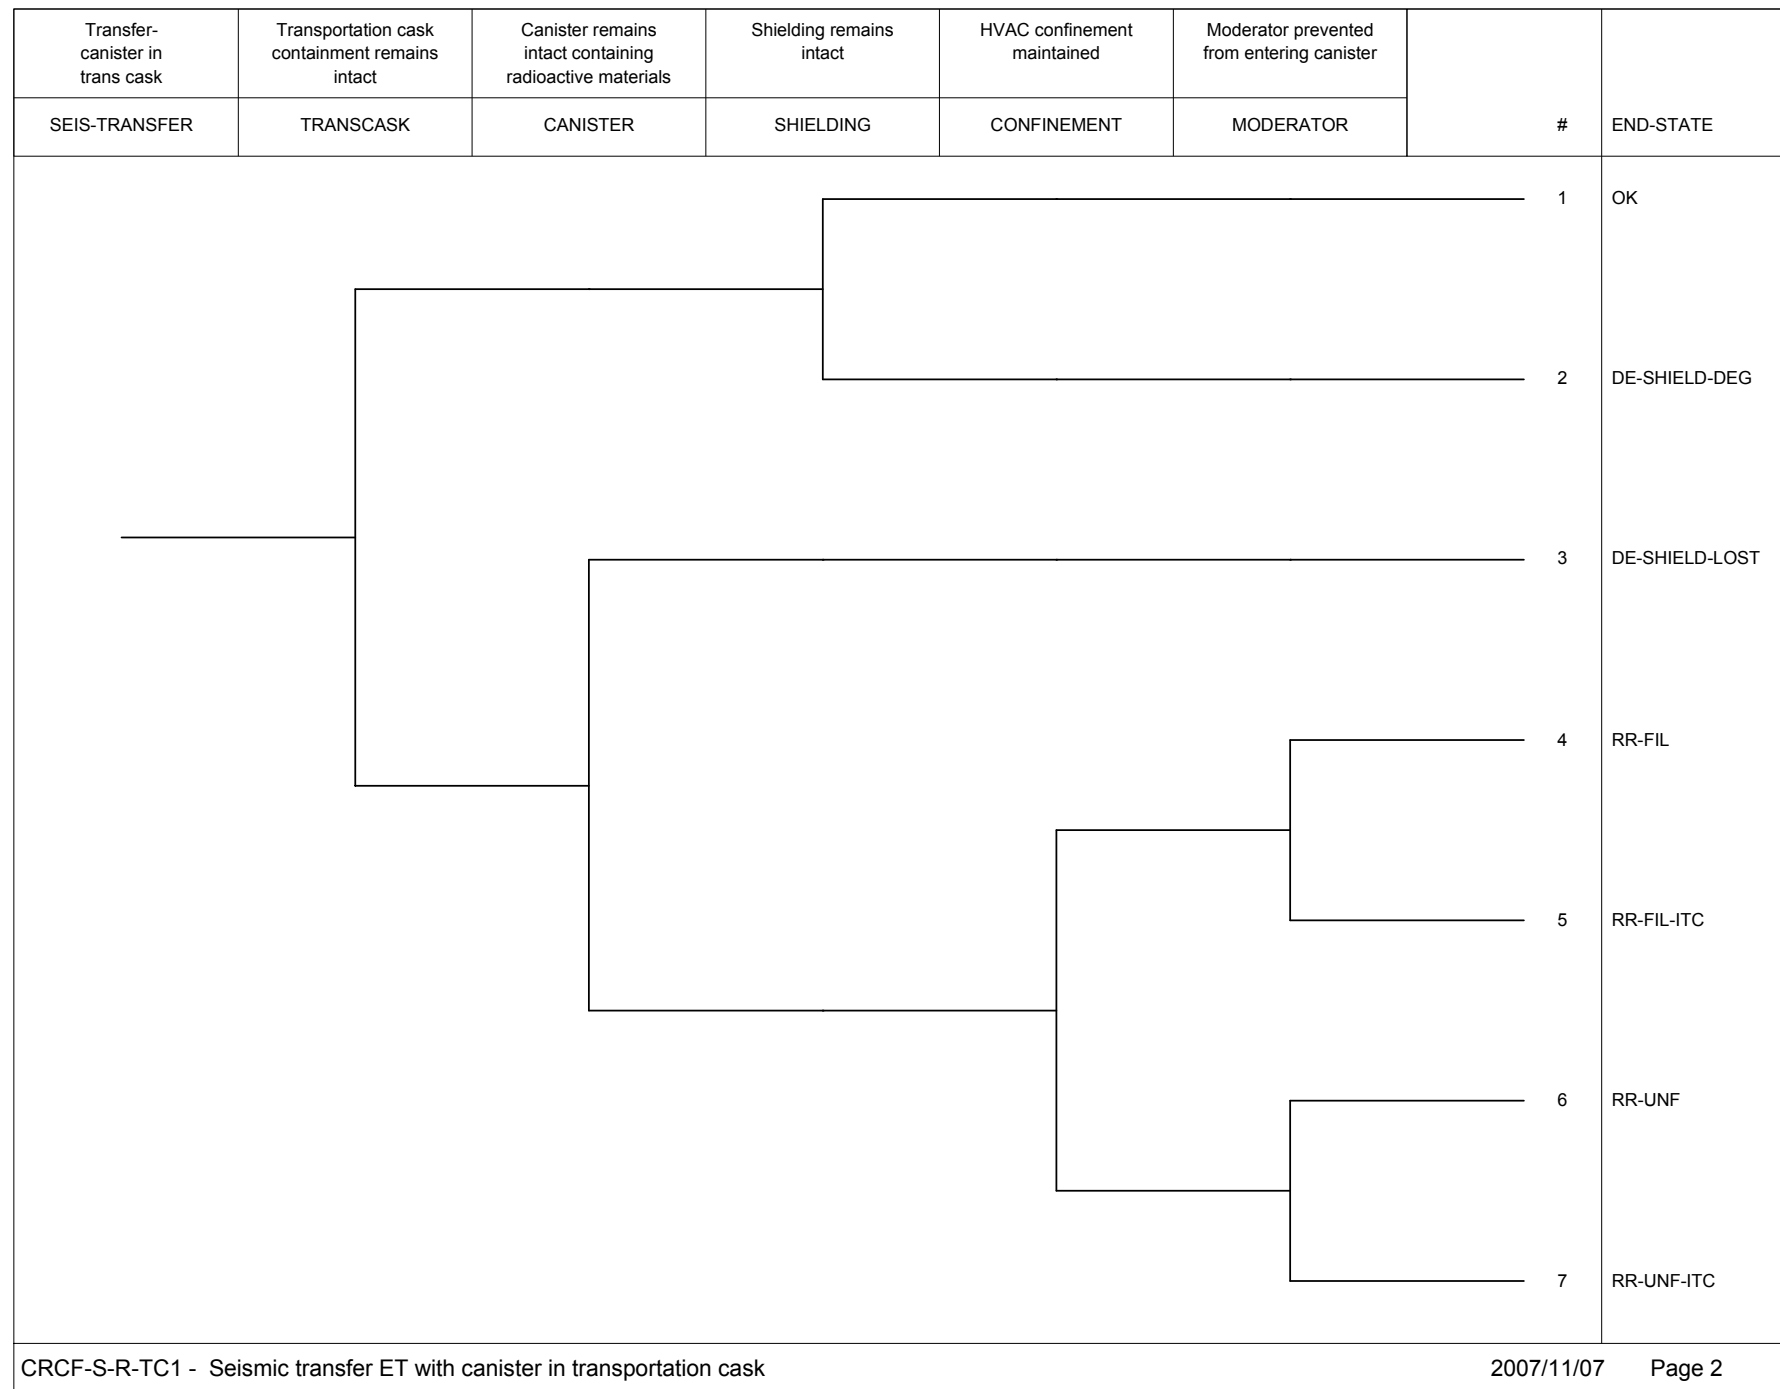 Transfer-
canister in
trans cask
Transportation cask
containment remains
intact
Canister remains
intact containing
radioactive materials
Shielding remains
intact
HVAC confinement
maintained
Moderator prevented
from entering canister
SEIS-TRANSFER
TRANSCASK
CANISTER
SHIELDING
CONFINEMENT
MODERATOR
#
END-STATE
1 OK
2 DE-SHIELD-DEG
3 DE-SHIELD-LOST
4 RR-FIL
5 RR-FIL-ITC
6 RR-UNF
7 RR-UNF-ITC
CRCF-S-R-TC1 - Seismic transfer ET with canister in transportation cask 2007/11/07 Page 2